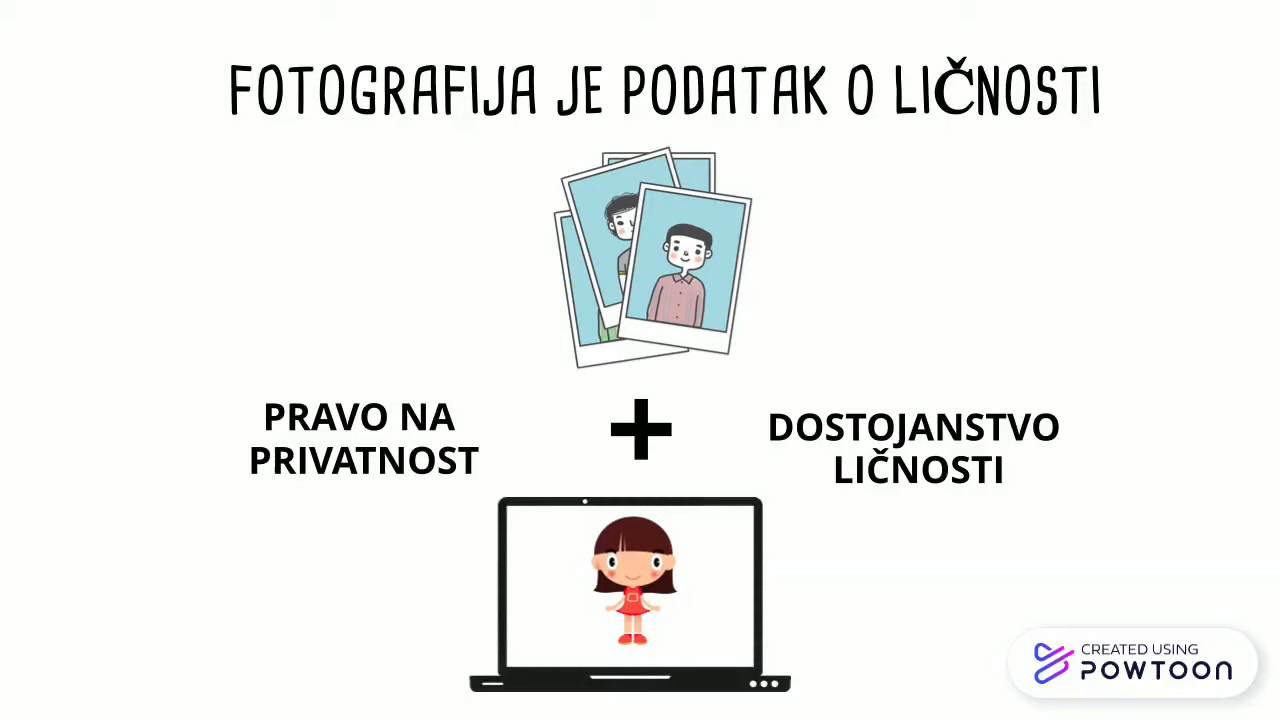 FOTOGRAFIJA JE PODATAK O LIČNOSTI
PRAVO NA
PRIVATNOST
+
DOSTOJANSTVO
LIČNOSTI
CREATED USING
POWTOON